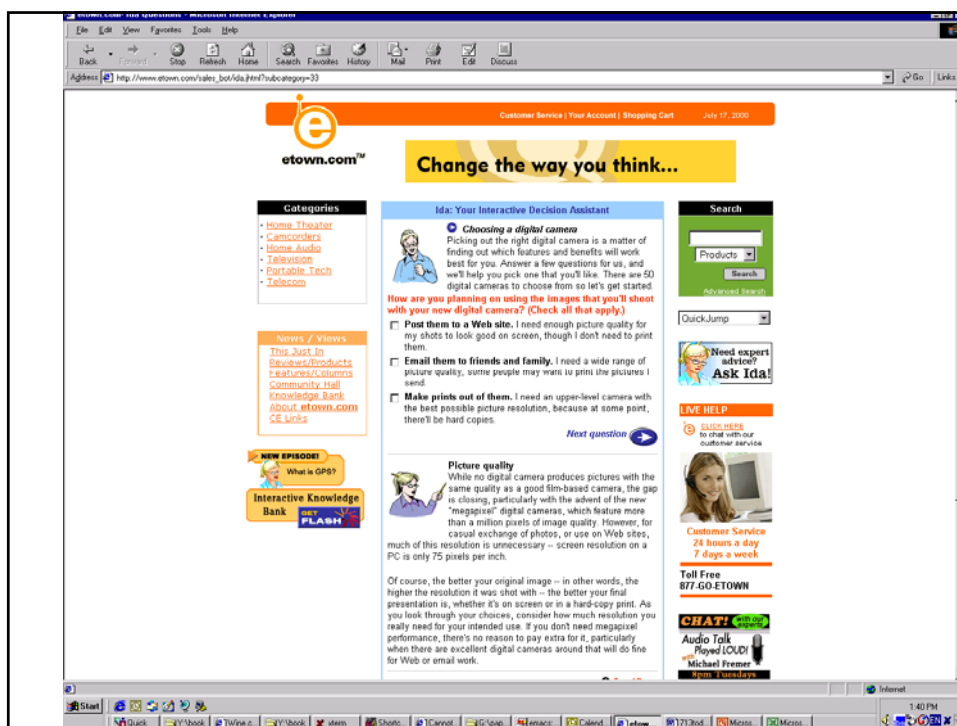 etown.com- Ida Questions - Microsoft Internet Explorer
File Edit View Favorites Tools Help
Back Forward Stop Refresh Home Search Favorites History Mail Print Edit Discuss
Address http://www.etown.com/sales_bot/ida.jhtml?subcategory=33 Go Links
Customer Service | Your Account | Shopping Cart July 17, 2000
e
etown.com™
Change the way you think...
Categories
- Home Theater
- Camcorders
- Home Audio
- Television
- Portable Tech
- Telecom
News / Views
This Just In
Reviews/Products
Features/Columns
Community Hall
Knowledge Bank
About etown.com
CE Links
NEW EPISODE!
What is GPS?
Interactive Knowledge
Bank GET FLASH
Ida: Your Interactive Decision Assistant
Choosing a digital camera
Picking out the right digital camera is a matter of
finding out which features and benefits will work
best for you. Answer a few questions for us, and
we'll help you pick one that you'll like. There are 50
digital cameras to choose from so let's get started.
How are you planning on using the images that you'll shoot
with your new digital camera? (Check all that apply.)
Post them to a Web site. I need enough picture quality for
my shots to look good on screen, though I don't need to print
them.
Email them to friends and family. I need a wide range of
picture quality, some people may want to print the pictures I
send.
Make prints out of them. I need an upper-level camera with
the best possible picture resolution, because at some point,
there'll be hard copies.
Next question
Picture quality
While no digital camera produces pictures with the
same quality as a good film-based camera, the gap
is closing, particularly with the advent of the new
"megapixel" digital cameras, which feature more
than a million pixels of image quality. However, for
casual exchange of photos, or use on Web sites,
much of this resolution is unnecessary -- screen resolution on a
PC is only 75 pixels per inch.
Of course, the better your original image -- in other words, the
higher the resolution it was shot with -- the better your final
presentation is, whether it's on screen or in a hard-copy print. As
you look through your choices, consider how much resolution you
really need for your intended use. If you don't need megapixel
performance, there's no reason to pay extra for it, particularly
when there are excellent digital cameras around that will do fine
for Web or email work.
Search
Products
Search
Advanced Search
QuickJump
Need expert
advice?
Ask Ida!
LIVE HELP
CLICK HERE
to chat with our
customer service
Customer Service
24 hours a day
7 days a week
Toll Free
877-GO-ETOWN
CHAT! with our experts
Audio Talk
Played LOUD!
with
Michael Fremer
8pm Tuesdays
Internet
Start 1:40 PM
Quick... Y:\book Wine c... Y:\book xterm Shortc... Cannot... G:\pap... emacs: Calend... etow... 713tod... Micros... Micros...